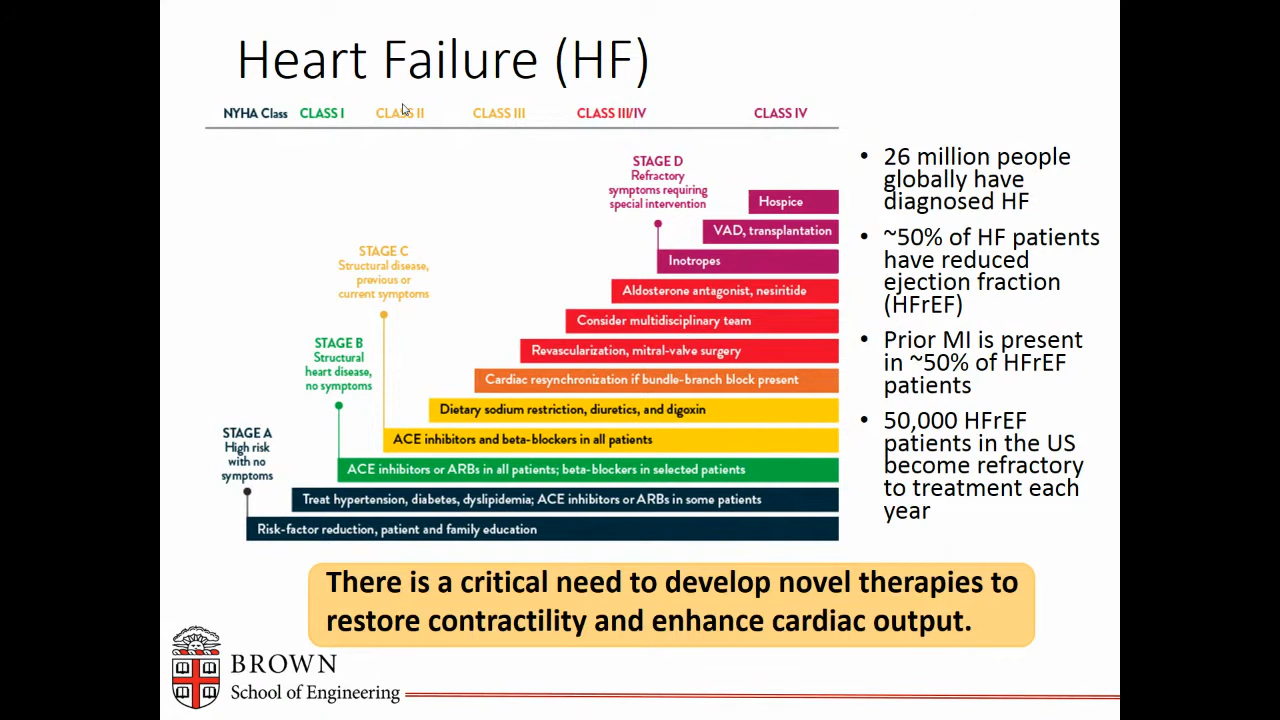 Heart Failure (HF)
NYHA Class CLASS I CLASS II CLASS III CLASS III/IV CLASS IV
STAGE D
Refractory
symptoms requiring
special intervention
Hospice
VAD, transplantation
Inotropes
STAGE C
Structural disease,
previous or
current symptoms
Aldosterone antagonist, nesiritide
Consider multidisciplinary team
Revascularization, mitral-valve surgery
Cardiac resynchronization if bundle-branch block present
STAGE B
Structural
heart disease,
no symptoms
Dietary sodium restriction, diuretics, and digoxin
ACE inhibitors and beta-blockers in all patients
STAGE A
High risk
with no
symptoms
ACE inhibitors or ARBs in all patients; beta-blockers in selected patients
Treat hypertension, diabetes, dyslipidemia; ACE inhibitors or ARBs in some patients
Risk-factor reduction, patient and family education
• 26 million people
globally have
diagnosed HF
• ~50% of HF patients
have reduced
ejection fraction
(HFrEF)
• Prior MI is present
in ~50% of HFrEF
patients
• 50,000 HFrEF
patients in the US
become refractory
to treatment each
year
There is a critical need to develop novel therapies to
restore contractility and enhance cardiac output.
BROWN
School of Engineering